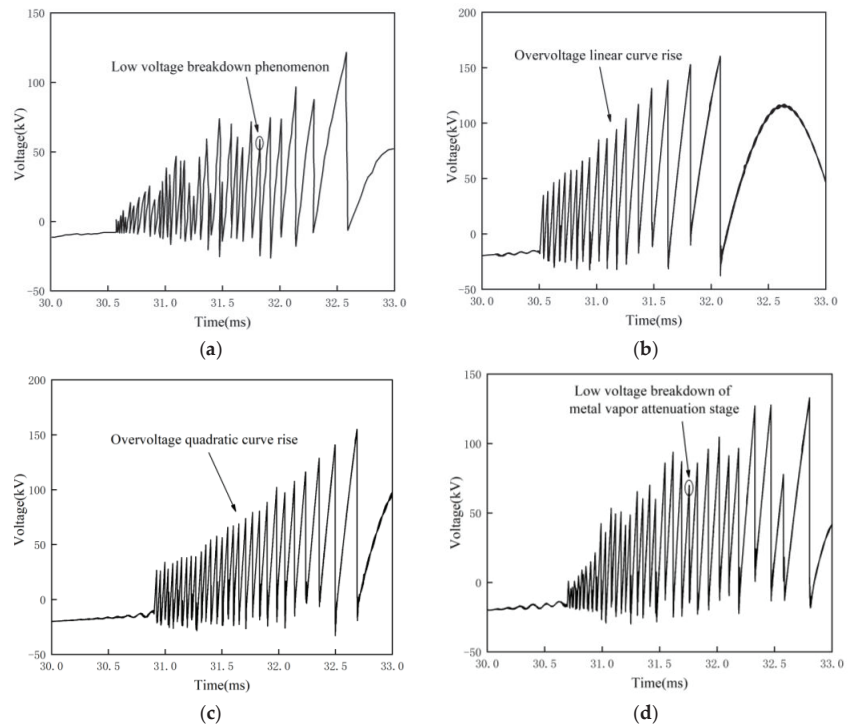 150
100
50
0
−50
Voltage(kV)
Low voltage breakdown phenomenon
30. 0 30. 5 31. 0 31. 5 32. 0 32. 5 33. 0
Time(ms)
(a)
200
150
100
50
0
−50
Voltage(kV)
Overvoltage linear curve rise
30. 0 30. 5 31. 0 31. 5 32. 0 32. 5 33. 0
Time(ms)
(b)
200
150
100
50
0
−50
Voltage(kV)
Overvoltage quadratic curve rise
30. 0 30. 5 31. 0 31. 5 32. 0 32. 5 33. 0
Time(ms)
(c)
150
100
50
0
−50
Voltage(kV)
Low voltage breakdown of
metal vapor attenuation stage
30. 0 30. 5 31. 0 31. 5 32. 0 32. 5 33. 0
Time(ms)
(d)